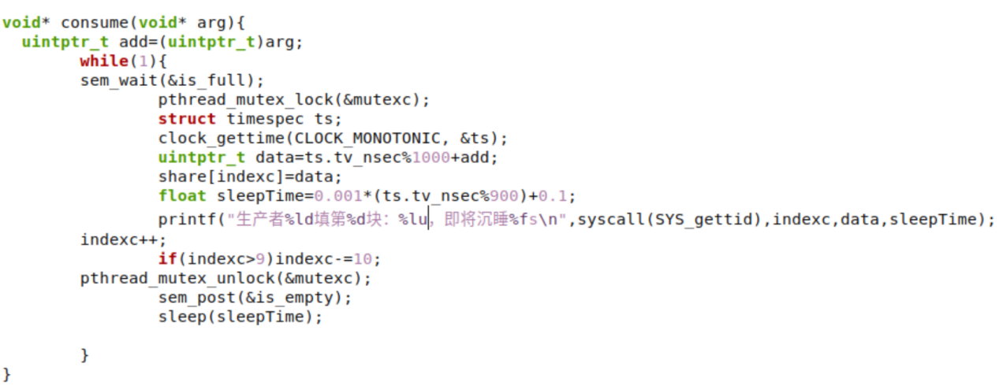 void* consume(void* arg){
  uintptr_t add=(uintptr_t)arg;
        while(1){
        sem_wait(&is_full);
                pthread_mutex_lock(&mutexc);
                struct timespec ts;
                clock_gettime(CLOCK_MONOTONIC, &ts);
                uintptr_t data=ts.tv_nsec%1000+add;
                share[indexc]=data;
                float sleepTime=0.001*(ts.tv_nsec%900)+0.1;
                printf("生产者%ld填第%d块：%lu，即将沉睡%fs\n",syscall(SYS_gettid),indexc,data,sleepTime);
        indexc++;
                if(indexc>9)indexc-=10;
        pthread_mutex_unlock(&mutexc);
                sem_post(&is_empty);
                sleep(sleepTime);
        }
}